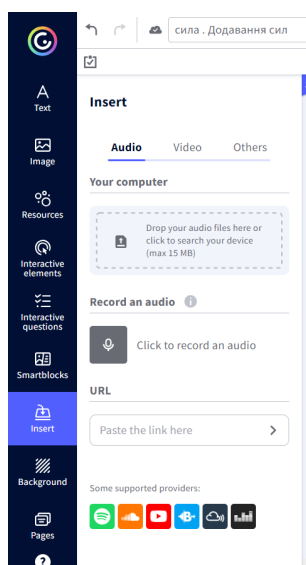 сила . Додавання сил
Text
Image
Resources
Interactive
elements
Interactive
questions
Smartblocks
Insert
Background
Pages
?
Insert
Audio Video Others
Your computer
Drop your audio files here or
click to search your device
(max 15 MB)
Record an audio
Click to record an audio
URL
Paste the link here
Some supported providers: